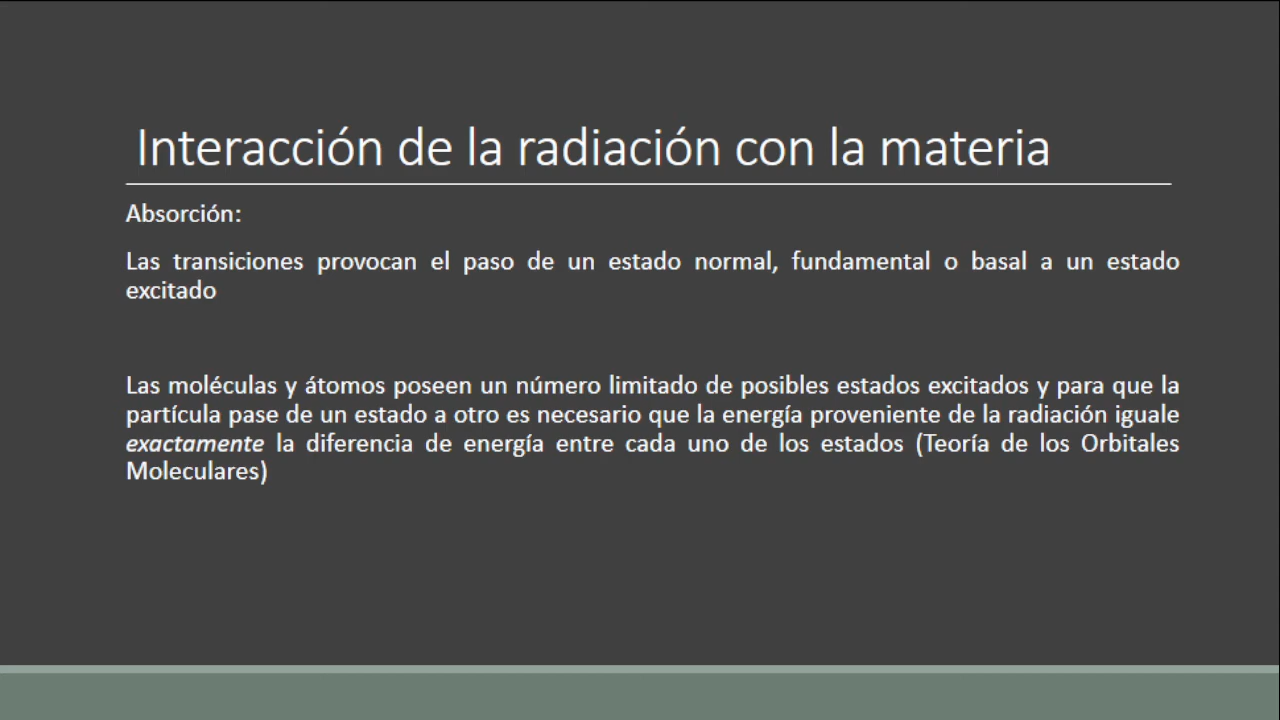 Interacción de la radiación con la materia
Absorción:
Las transiciones provocan el paso de un estado normal, fundamental o basal a un estado
excitado
Las moléculas y átomos poseen un número limitado de posibles estados excitados y para que la
partícula pase de un estado a otro es necesario que la energía proveniente de la radiación iguale
exactamente la diferencia de energía entre cada uno de los estados (Teoría de los Orbitales
Moleculares)